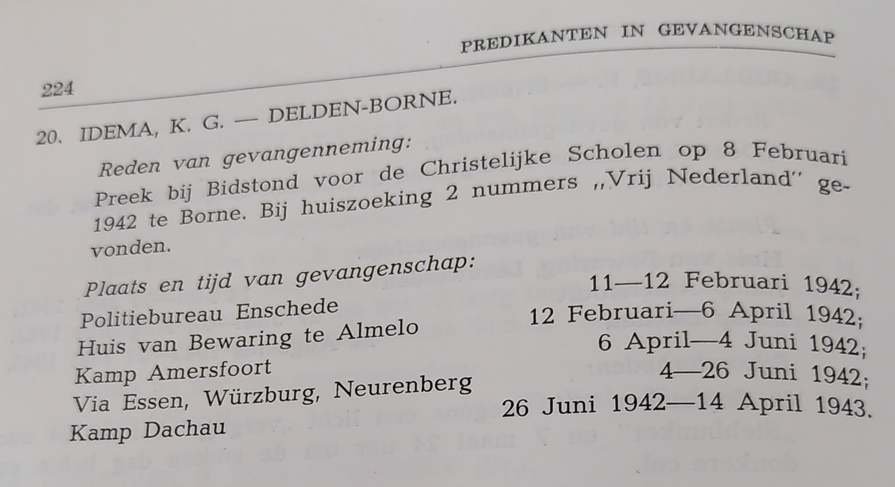 PREDIKANTEN IN GEVANGENSCHAP
224
20. IDEMA, K. G. — DELDEN-BORNE.
Reden van gevangenneming:
Preek bij Bidstond voor de Christelijke Scholen op 8 Februari
1942 te Borne. Bij huiszoeking 2 nummers ,,Vrij Nederland" ge-
vonden.
Plaats en tijd van gevangenschap:
Politiebureau Enschede 11—12 Februari 1942;
Huis van Bewaring te Almelo 12 Februari—6 April 1942;
Kamp Amersfoort 6 April—4 Juni 1942;
Via Essen, Würzburg, Neurenberg 4—26 Juni 1942;
Kamp Dachau 26 Juni 1942—14 April 1943.